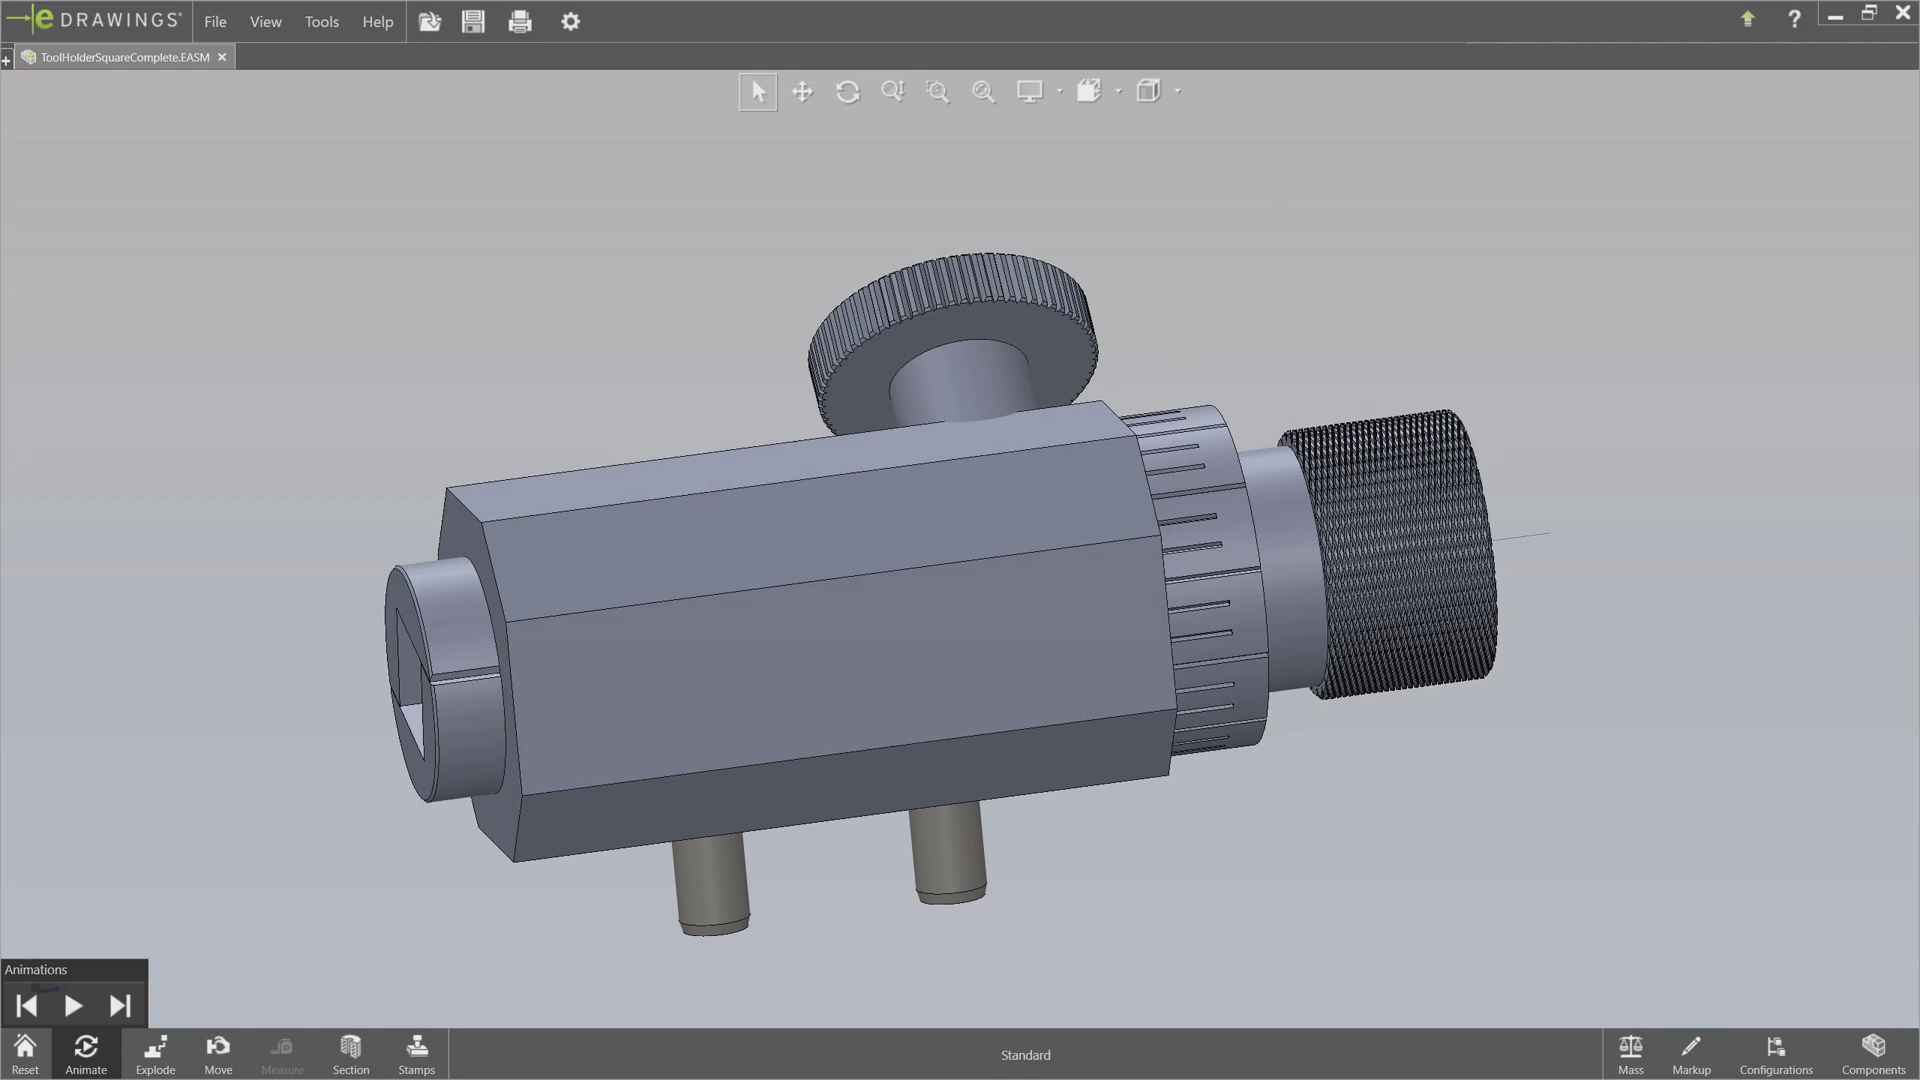 eDRAWINGS®
File View Tools Help
?
ToolHolderSquareComplete.EASM
Animations
Reset Animate Explode Move Measure Section Stamps
Standard
Mass Markup Configurations Components